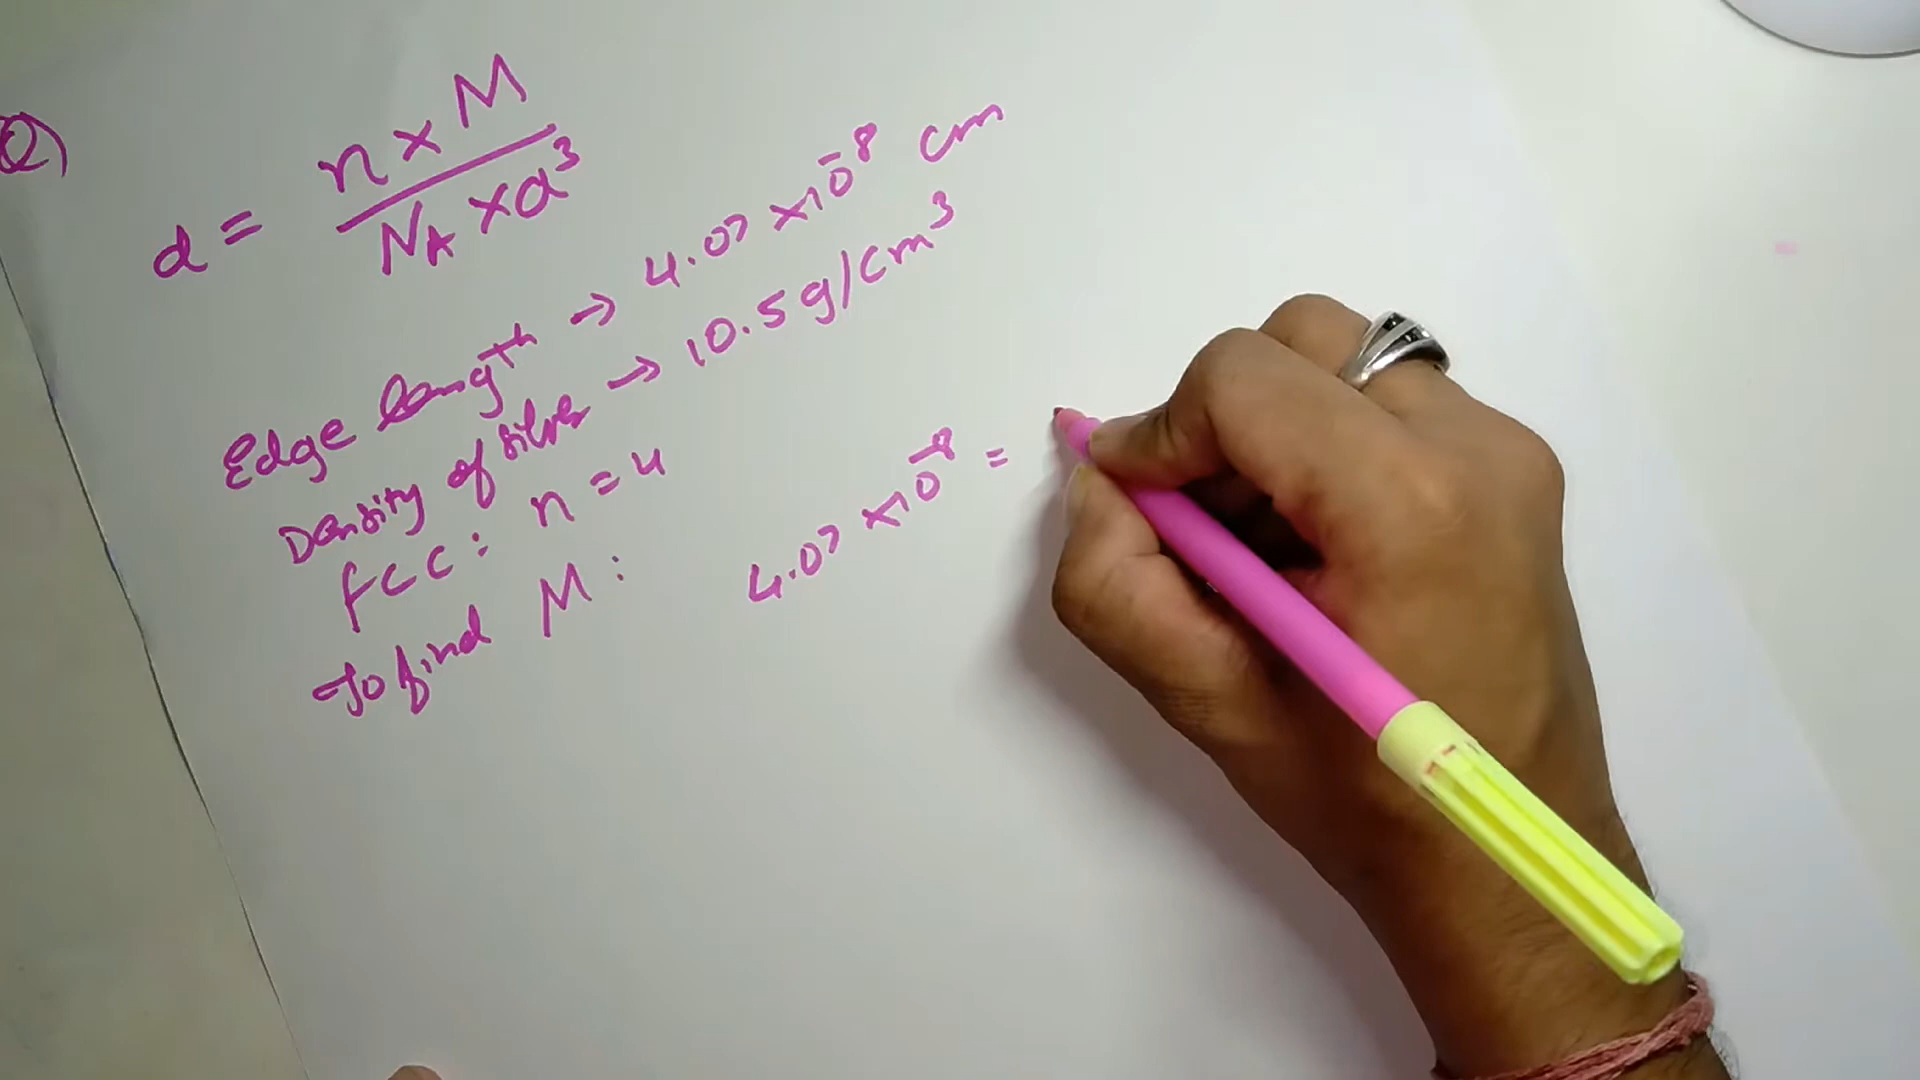 Q)
d = n × M / N_A × a³
Edge length → 4.07 × 10⁻⁸ cm
Density of silver → 10.5 g/cm³
fcc : n = 4
To find M :
4.07 × 10⁻⁸ =